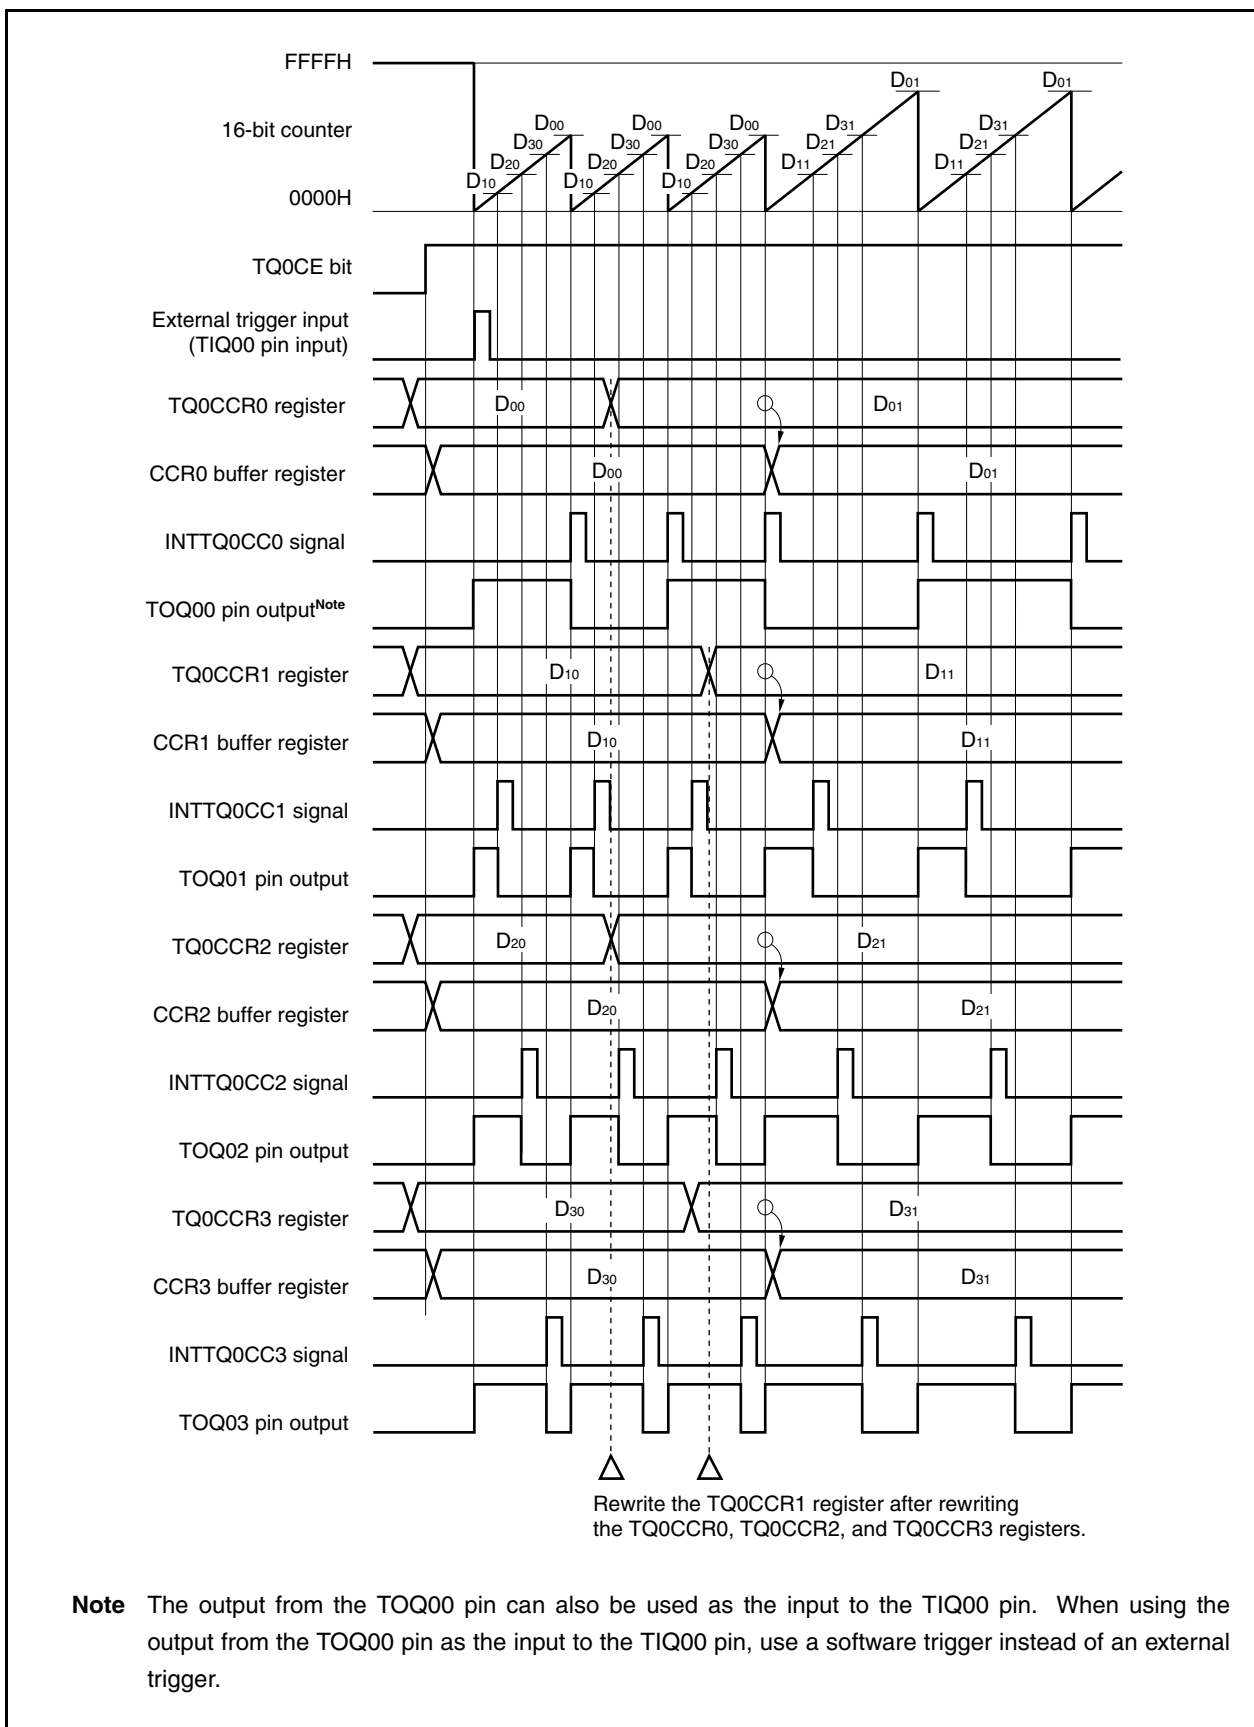 FFFFH
D01 D01
16-bit counter
D00 D00 D00 D31 D31
D30 D30 D30 D21 D21
D20 D20 D20 D11 D11
D10 D10 D10
0000H
TQ0CE bit
External trigger input
(TIQ00 pin input)
TQ0CCR0 register D00 D01
CCR0 buffer register D00 D01
INTTQ0CC0 signal
TOQ00 pin outputNote
TQ0CCR1 register D10 D11
CCR1 buffer register D10 D11
INTTQ0CC1 signal
TOQ01 pin output
TQ0CCR2 register D20 D21
CCR2 buffer register D20 D21
INTTQ0CC2 signal
TOQ02 pin output
TQ0CCR3 register D30 D31
CCR3 buffer register D30 D31
INTTQ0CC3 signal
TOQ03 pin output
Rewrite the TQ0CCR1 register after rewriting
the TQ0CCR0, TQ0CCR2, and TQ0CCR3 registers.
Note The output from the TOQ00 pin can also be used as the input to the TIQ00 pin. When using the
output from the TOQ00 pin as the input to the TIQ00 pin, use a software trigger instead of an external
trigger.